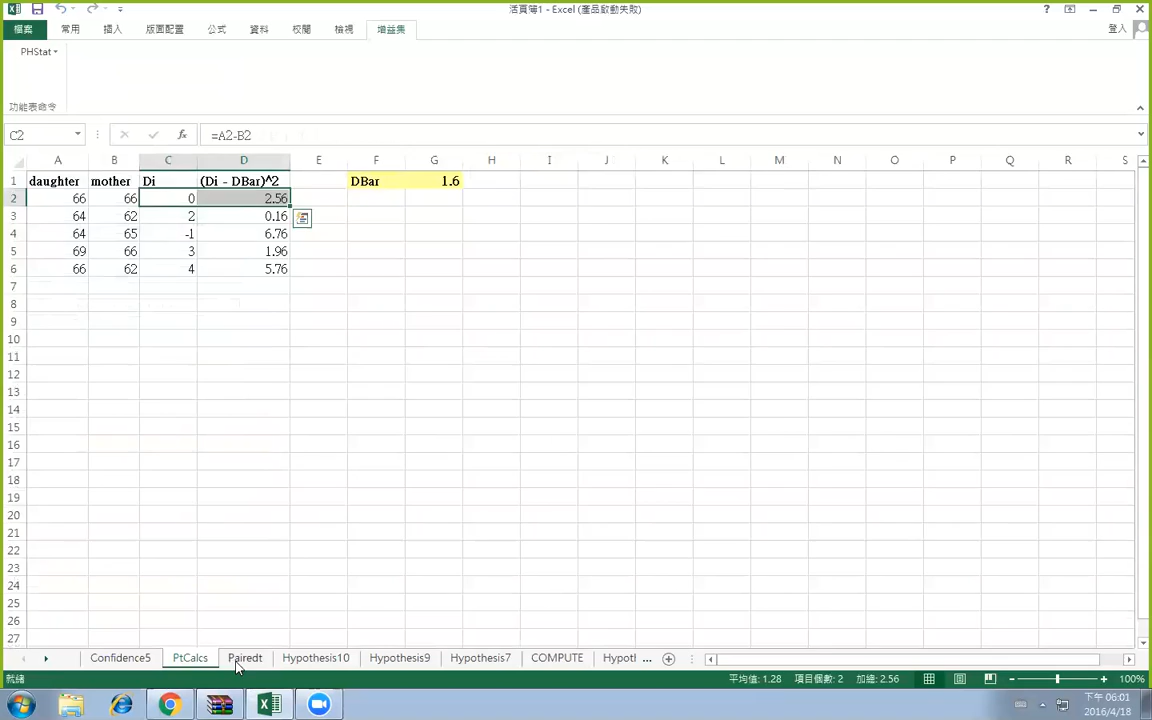 活頁簿1 - Excel (產品啟動失敗)
檔案 常用 插入 版面配置 公式 資料 校閱 檢視 增益集 登入
PHStat
功能表命令
C2 =A2-B2
A B C D E F G H I J K L M N O P Q R S
1 daughter mother Di (Di - DBar)^2 DBar 1.6
2 66 66 0 2.56
3 64 62 2 0.16
4 64 65 -1 6.76
5 69 66 3 1.96
6 66 62 4 5.76
7
8
9
10
11
12
13
14
15
16
17
18
19
20
21
22
23
24
25
26
27
Confidence5 PtCalcs Pairedt Hypothesis10 Hypothesis9 Hypothesis7 COMPUTE Hypotl ...
就緒 平均值: 1.28 項目個數: 2 加總: 2.56 100%
下午 06:01
2016/4/18